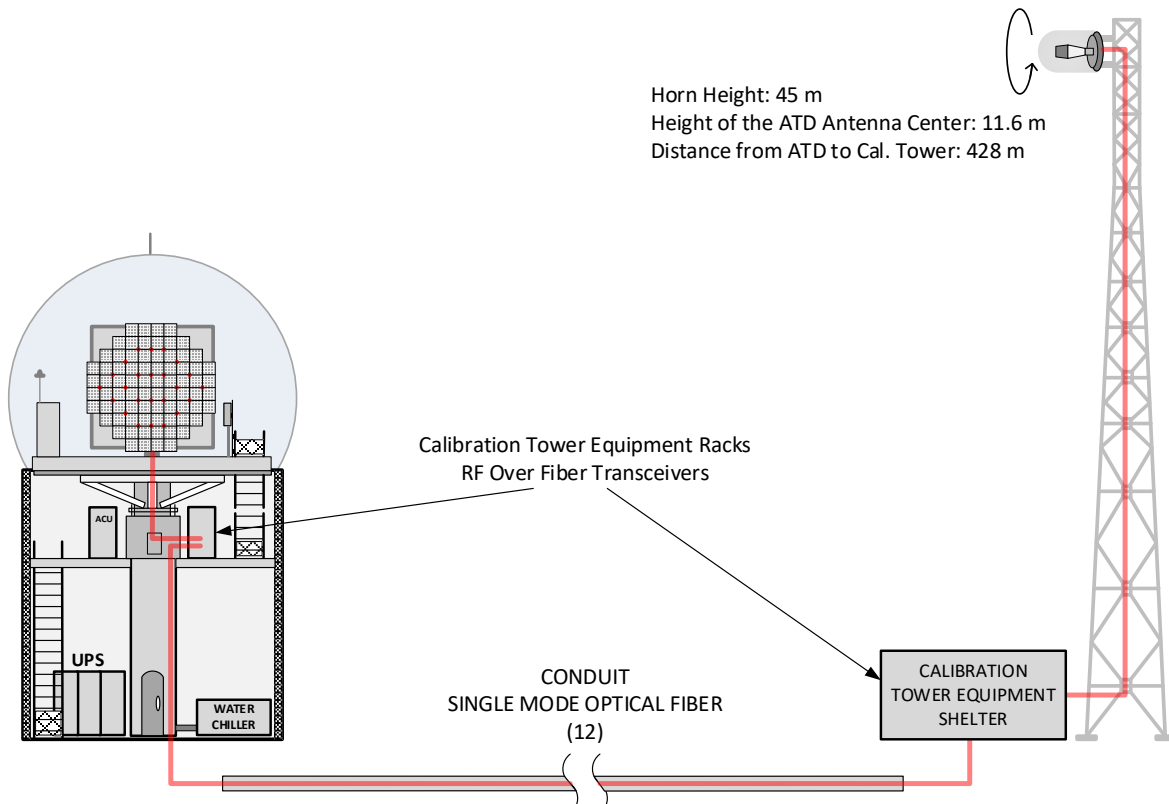 Horn Height: 45 m
Height of the ATD Antenna Center: 11.6 m
Distance from ATD to Cal. Tower: 428 m
Calibration Tower Equipment Racks
RF Over Fiber Transceivers
ACU
UPS
WATER
CHILLER
CONDUIT
SINGLE MODE OPTICAL FIBER
(12)
CALIBRATION
TOWER EQUIPMENT
SHELTER